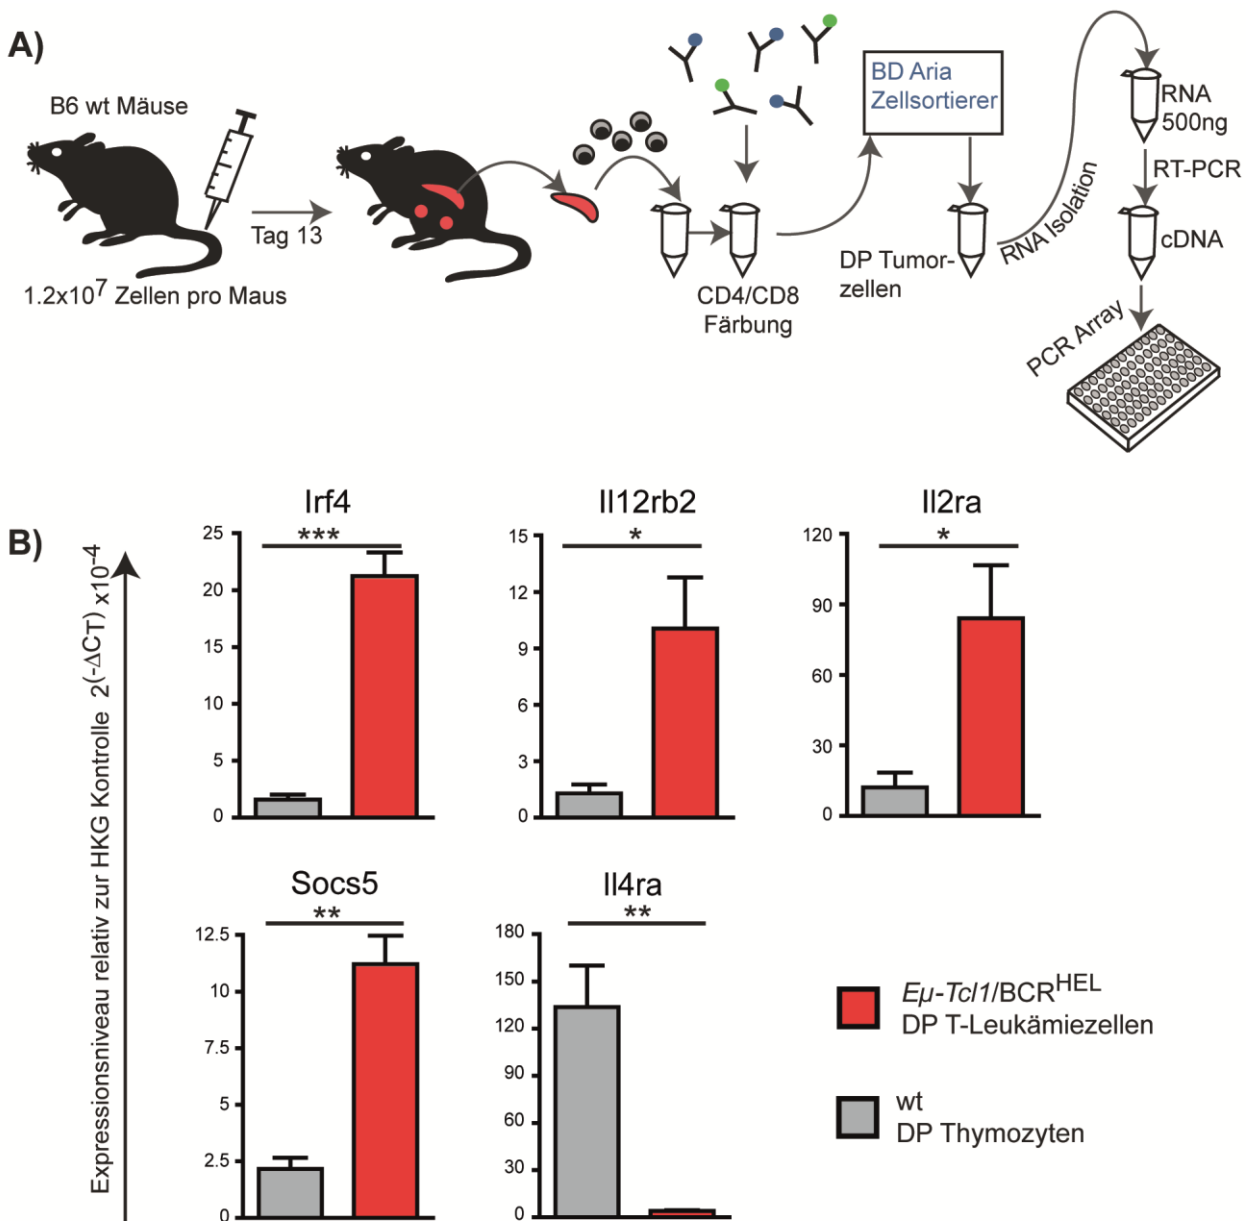 A)
B6 wt Mäuse
1.2x10^7 Zellen pro Maus
Tag 13
CD4/CD8
Färbung
BD Aria
Zellsortierer
DP Tumor-
zellen
RNA Isolation
RNA
500ng
RT-PCR
cDNA
PCR Array
B)
Expressionsniveau relativ zur HKG Kontrolle 2^(-ΔCT) x10^-4
Irf4
***
25
20
15
10
5
0
Il12rb2
*
15
12
9
6
3
0
Il2ra
*
120
90
60
30
0
Socs5
**
12.5
10
7.5
5
2.5
0
Il4ra
**
180
150
120
90
60
30
0
Eµ-Tcl1/BCR^HEL
DP T-Leukämiezellen
wt
DP Thymozyten